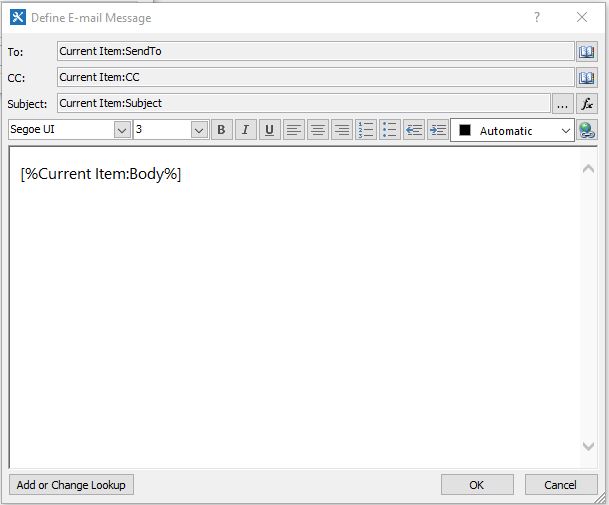 Define E-mail Message ?
To: Current Item:SendTo
CC: Current Item:CC
Subject: Current Item:Subject ... fx
Segoe UI 3 B I U Automatic
[%Current Item:Body%]
Add or Change Lookup OK Cancel